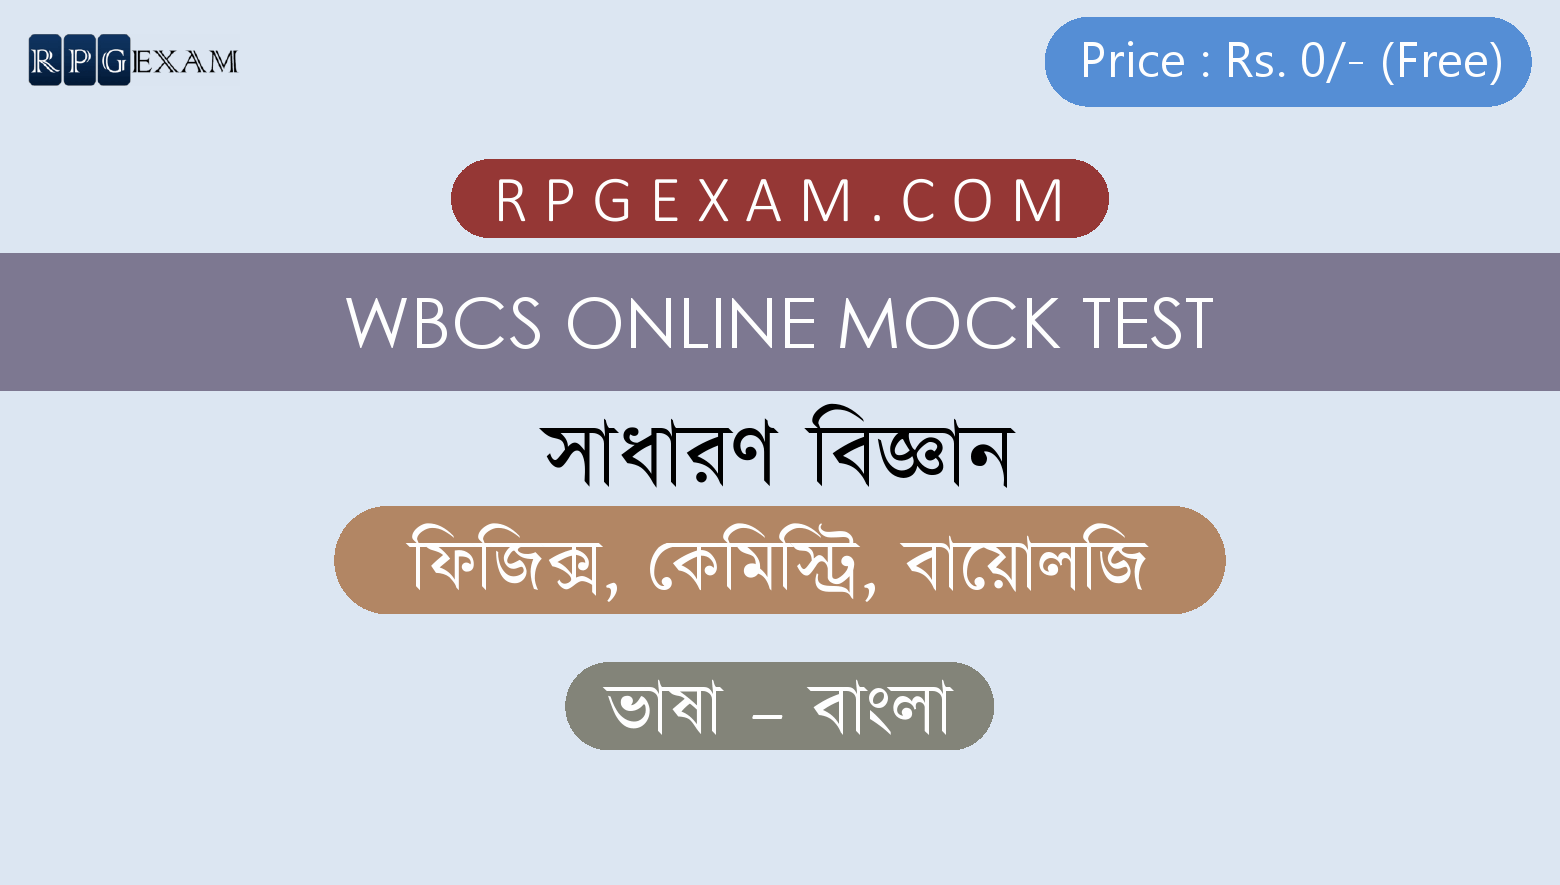 RPGEXAM
Price : Rs. 0/- (Free)
RPGEXAM.COM
WBCS ONLINE MOCK TEST
সাধারণ বিজ্ঞান
ফিজিক্স, কেমিস্ট্রি, বায়োলজি
ভাষা – বাংলা